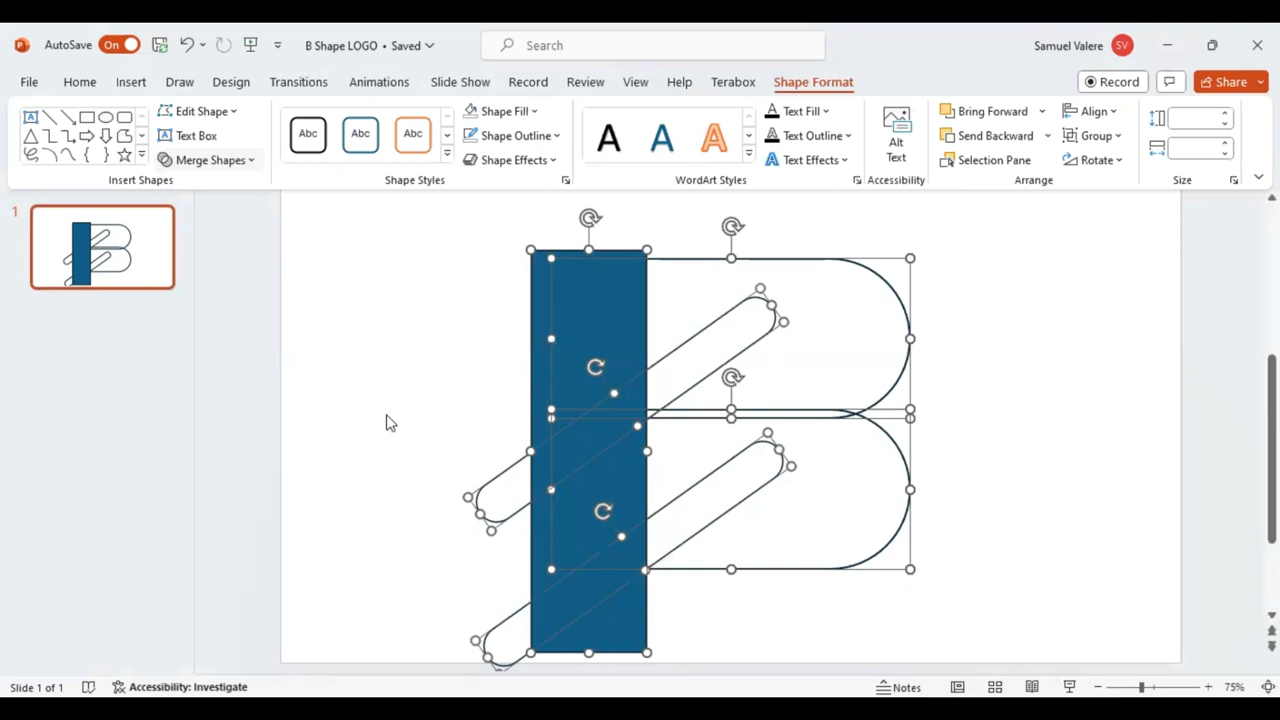 AutoSave On B Shape LOGO • Saved Search Samuel Valere SV
File Home Insert Draw Design Transitions Animations Slide Show Record Review View Help Terabox Shape Format Record Share
Edit Shape Abc Abc Abc Shape Fill A A A Text Fill Bring Forward Align
Text Box Shape Outline Text Outline Alt Text Send Backward Group
Merge Shapes Shape Effects Text Effects Selection Pane Rotate
Insert Shapes Shape Styles WordArt Styles Accessibility Arrange Size
1
Slide 1 of 1 Accessibility: Investigate Notes 75%